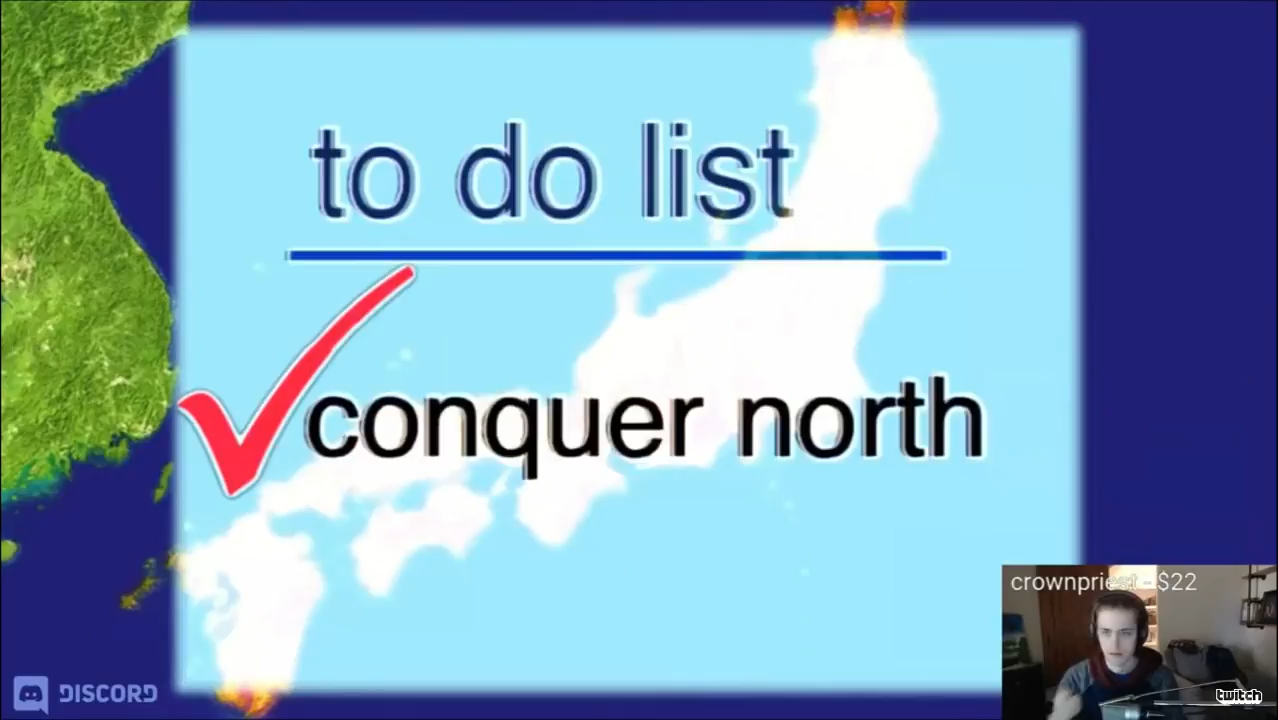 to do list
conquer north
crownpriest - $22
DISCORD
twitch